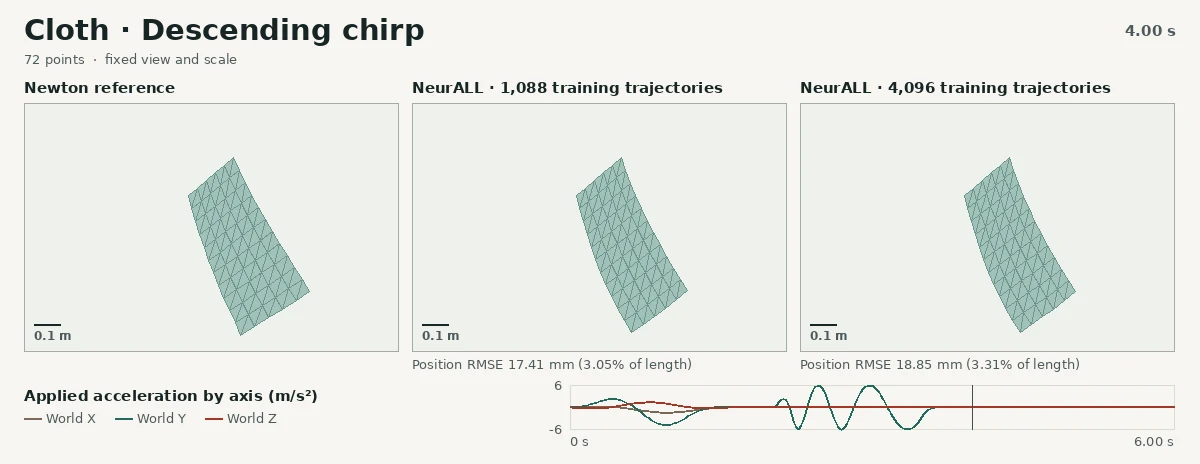 Cloth · Descending chirp
4.00 s
72 points · fixed view and scale
Newton reference
NeurALL · 1,088 training trajectories
NeurALL · 4,096 training trajectories
0.1 m
0.1 m
0.1 m
Position RMSE 17.41 mm (3.05% of length)
Position RMSE 18.85 mm (3.31% of length)
Applied acceleration by axis (m/s²)
World X
World Y
World Z
6
-6
0 s
6.00 s